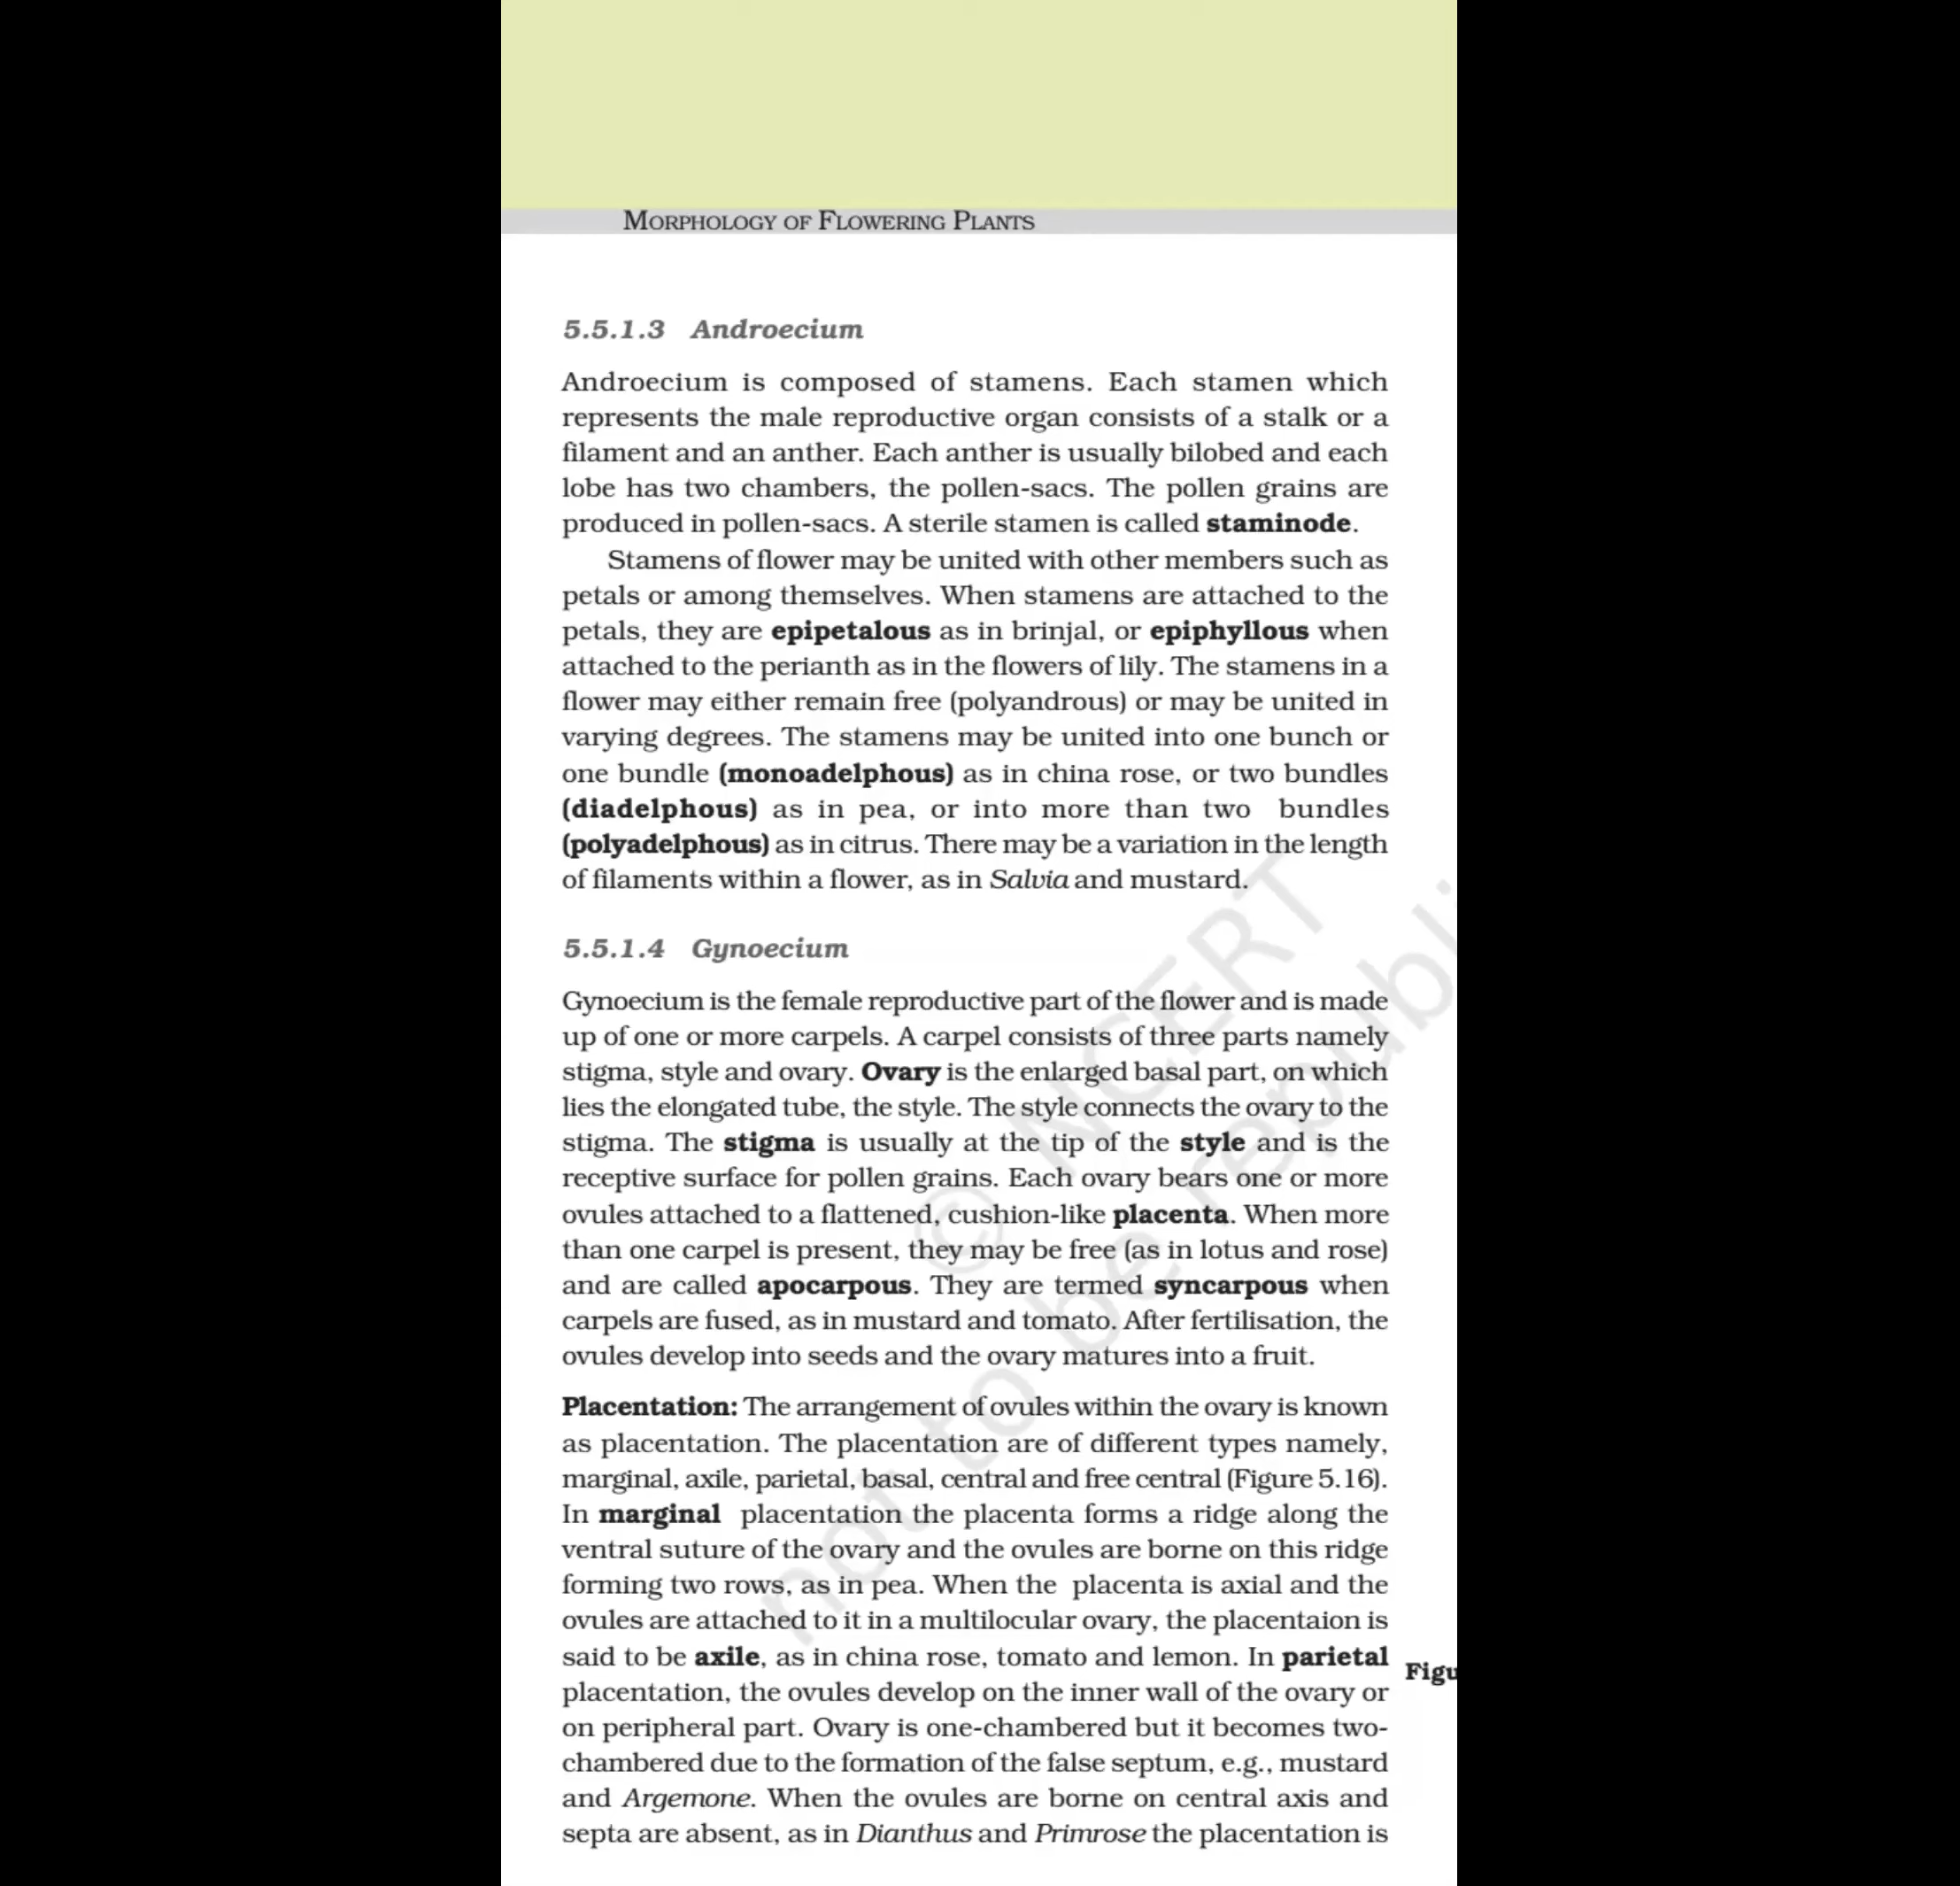 MORPHOLOGY OF FLOWERING PLANTS
5.5.1.3 Androecium
Androecium is composed of stamens. Each stamen which
represents the male reproductive organ consists of a stalk or a
filament and an anther. Each anther is usually bilobed and each
lobe has two chambers, the pollen-sacs. The pollen grains are
produced in pollen-sacs. A sterile stamen is called staminode.
Stamens of flower may be united with other members such as
petals or among themselves. When stamens are attached to the
petals, they are epipetalous as in brinjal, or epiphyllous when
attached to the perianth as in the flowers of lily. The stamens in a
flower may either remain free (polyandrous) or may be united in
varying degrees. The stamens may be united into one bunch or
one bundle (monoadelphous) as in china rose, or two bundles
(diadelphous) as in pea, or into more than two bundles
(polyadelphous) as in citrus. There may be a variation in the length
of filaments within a flower, as in Salvia and mustard.
5.5.1.4 Gynoecium
Gynoecium is the female reproductive part of the flower and is made
up of one or more carpels. A carpel consists of three parts namely
stigma, style and ovary. Ovary is the enlarged basal part, on which
lies the elongated tube, the style. The style connects the ovary to the
stigma. The stigma is usually at the tip of the style and is the
receptive surface for pollen grains. Each ovary bears one or more
ovules attached to a flattened, cushion-like placenta. When more
than one carpel is present, they may be free (as in lotus and rose)
and are called apocarpous. They are termed syncarpous when
carpels are fused, as in mustard and tomato. After fertilisation, the
ovules develop into seeds and the ovary matures into a fruit.
Placentation: The arrangement of ovules within the ovary is known
as placentation. The placentation are of different types namely,
marginal, axile, parietal, basal, central and free central (Figure 5.16).
In marginal placentation the placenta forms a ridge along the
ventral suture of the ovary and the ovules are borne on this ridge
forming two rows, as in pea. When the placenta is axial and the
ovules are attached to it in a multilocular ovary, the placentaion is
said to be axile, as in china rose, tomato and lemon. In parietal
placentation, the ovules develop on the inner wall of the ovary or
on peripheral part. Ovary is one-chambered but it becomes two-
chambered due to the formation of the false septum, e.g., mustard
and Argemone. When the ovules are borne on central axis and
septa are absent, as in Dianthus and Primrose the placentation is
Figu
© NCERT
not to be republi